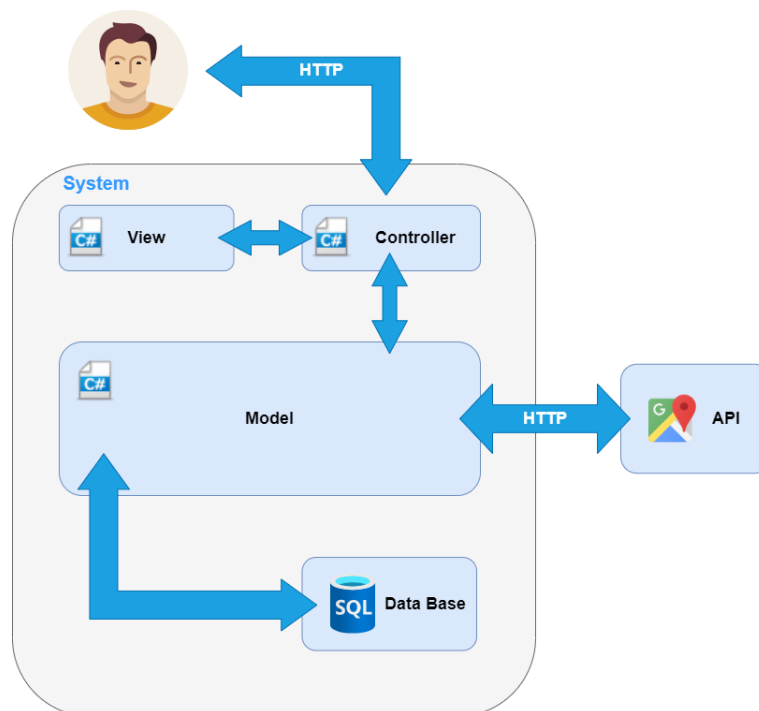 HTTP
System
C# View
C# Controller
C#
Model
HTTP
G
API
SQL Data Base